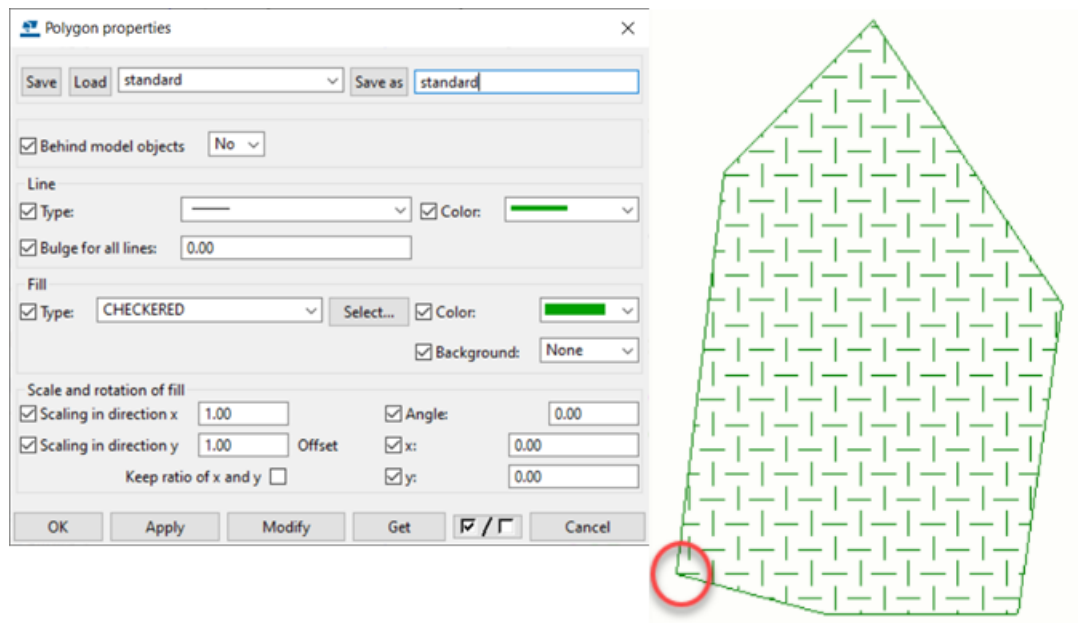 Polygon properties
Save Load standard Save as standard
Behind model objects No
Line
Type: Color:
Bulge for all lines: 0.00
Fill
Type: CHECKERED Select... Color:
Background: None
Scale and rotation of fill
Scaling in direction x 1.00 Angle: 0.00
Scaling in direction y 1.00 Offset x: 0.00
Keep ratio of x and y y: 0.00
OK Apply Modify Get / Cancel